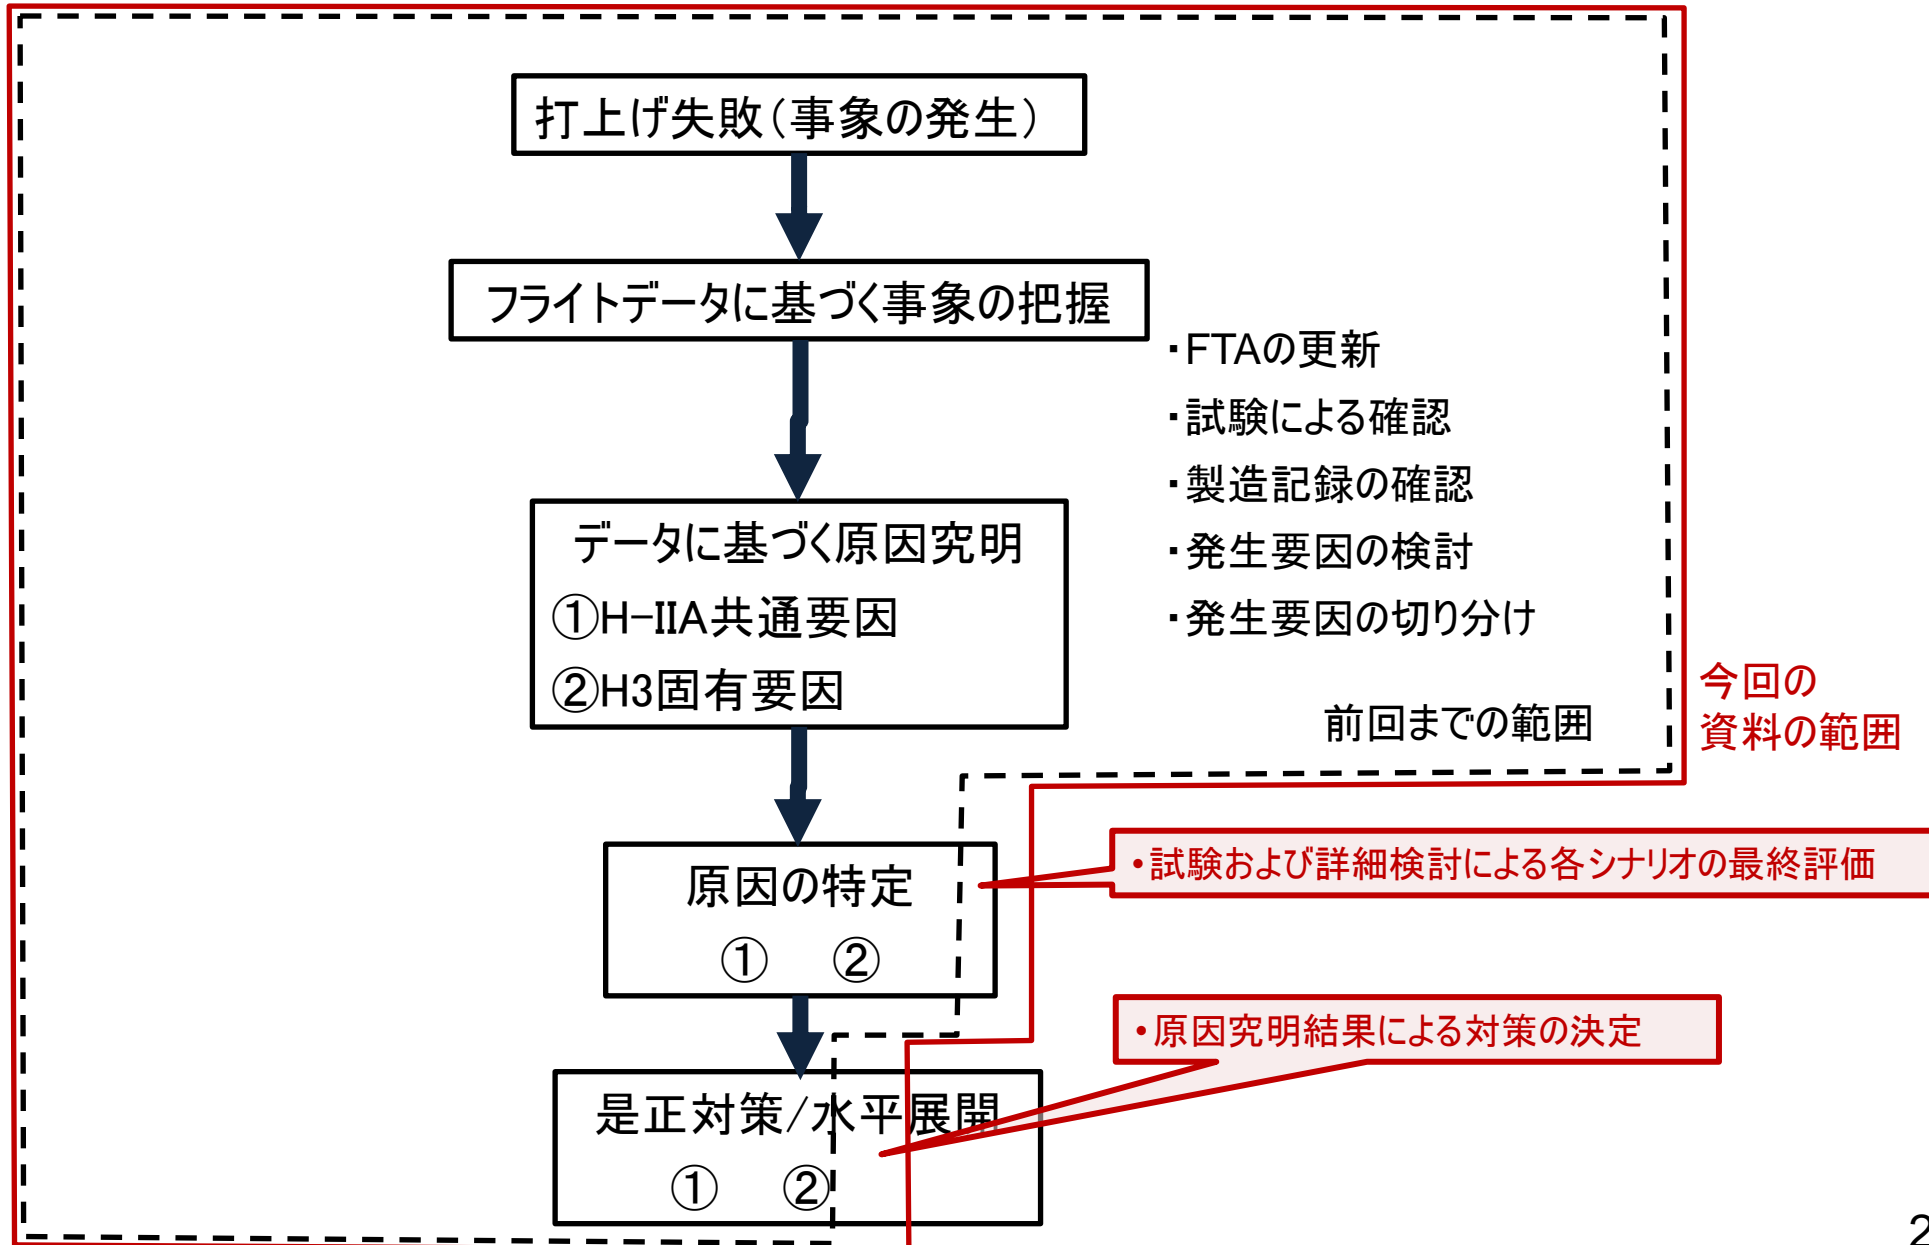 打上げ失敗(事象の発生)
フライトデータに基づく事象の把握
・FTAの更新
・試験による確認
・製造記録の確認
・発生要因の検討
・発生要因の切り分け
データに基づく原因究明
①H-IIA共通要因
②H3固有要因
前回までの範囲
今回の
資料の範囲
原因の特定
① ②
・試験および詳細検討による各シナリオの最終評価
・原因究明結果による対策の決定
是正対策/水平展開
① ②
2